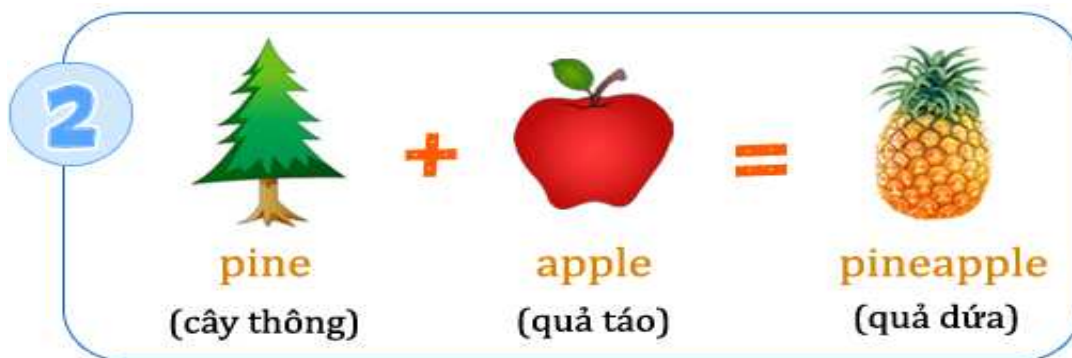 2
+ =
pine apple pineapple
(cây thông) (quả táo) (quả dứa)